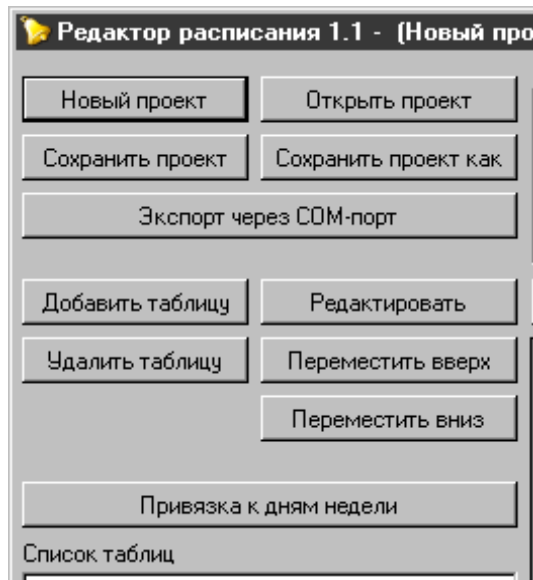 Редактор расписания 1.1 - (Новый про
Новый проект
Открыть проект
Сохранить проект
Сохранить проект как
Экспорт через COM-порт
Добавить таблицу
Редактировать
Удалить таблицу
Переместить вверх
Переместить вниз
Привязка к дням недели
Список таблиц